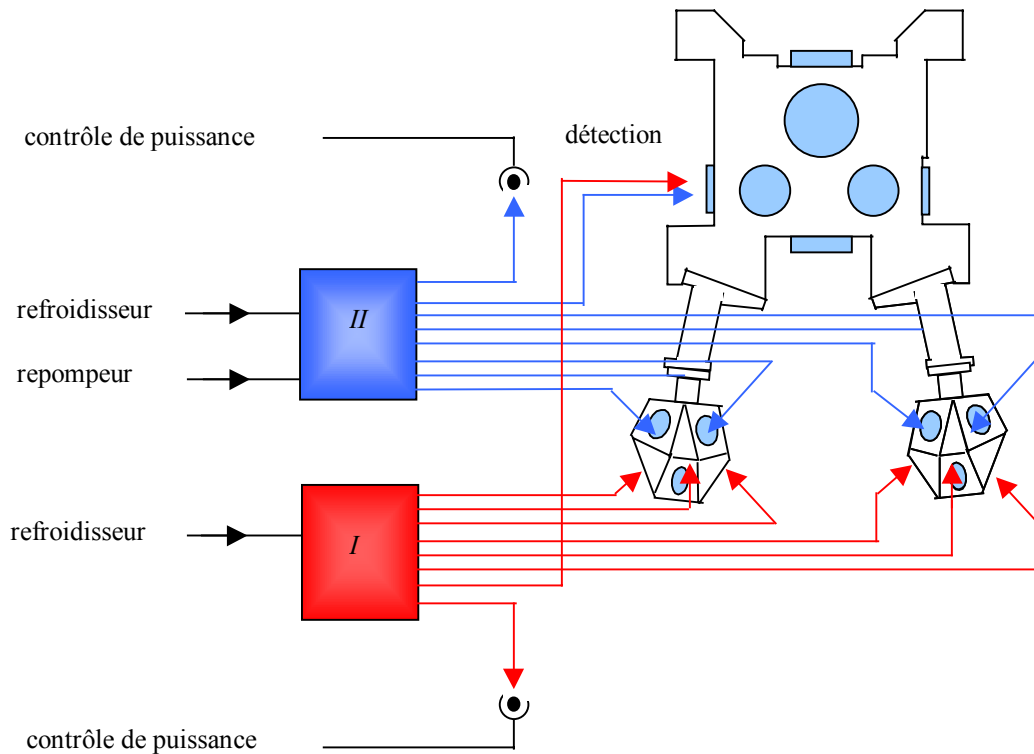 contrôle de puissance
détection
refroidisseur
II
repompeur
refroidisseur
I
contrôle de puissance